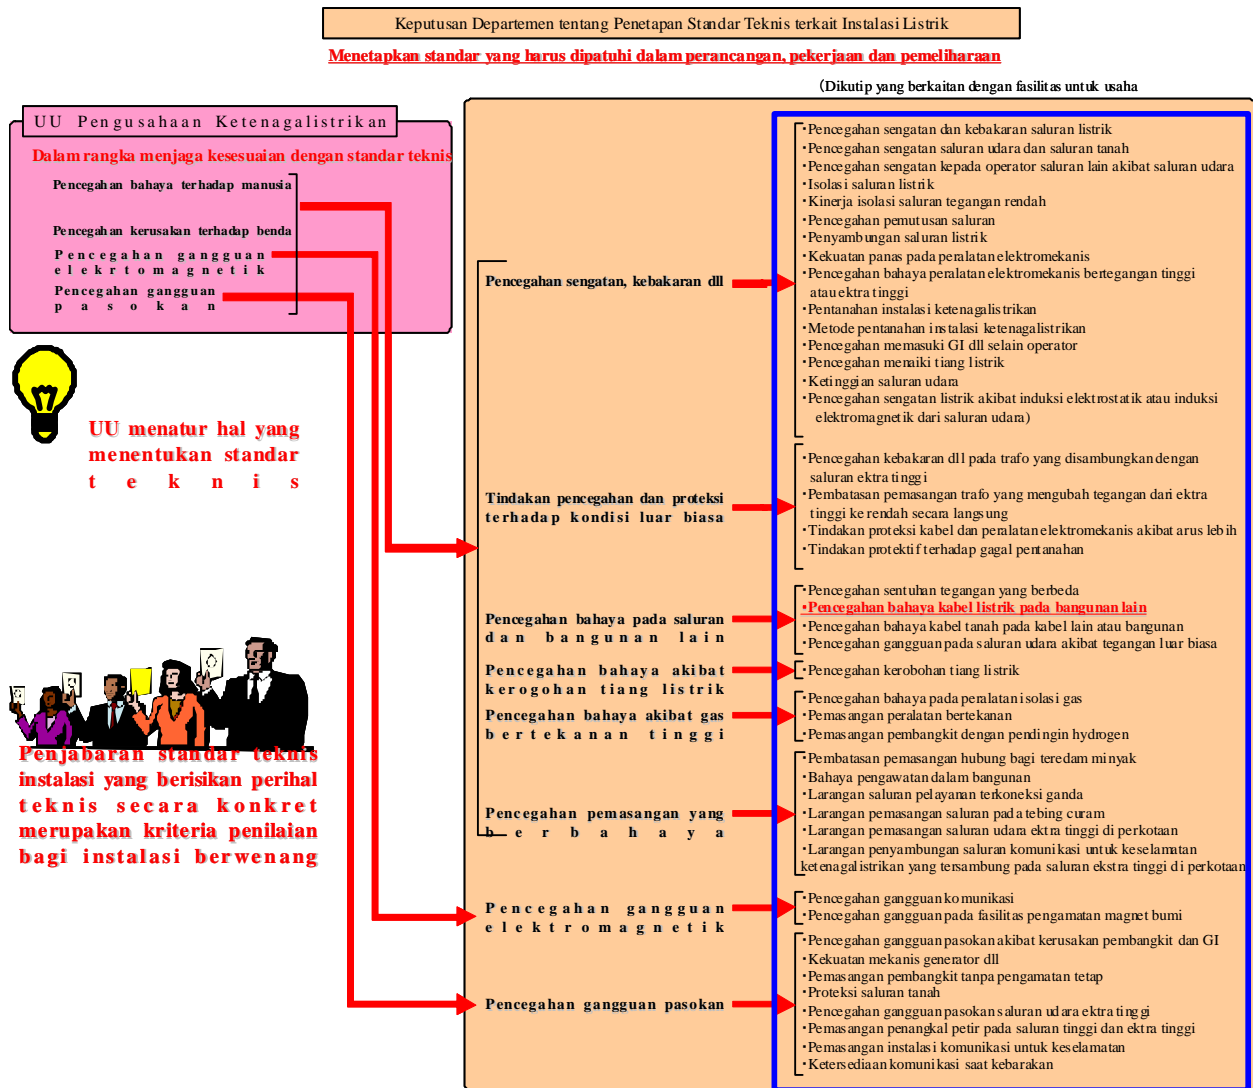 Keputusan Departemen tentang Penetapan Standar Teknis terkait Instalasi Listrik
Menetapkan standar yang harus dipatuhi dalam perancangan, pekerjaan dan pemeliharaan
(Dikutip yang berkaitan dengan fasilitas untuk usaha
UU Pengusahaan Ketenagalistrikan
Dalam rangka menjaga kesesuaian dengan standar teknis
Pencegahan bahaya terhadap manusia
Pencegahan kerusakan terhadap benda
Pencegahan gangguan
elekrtomagnetik
Pencegahan gangguan
pasokan
UU menatur hal yang
menentukan standar
teknis
Penjabaran standar teknis
instalasi yang berisikan perihal
teknis secara konkret
merupakan kriteria penilaian
bagi instalasi berwenang
Pencegahan sengatan, kebakaran dll
・Pencegahan sengatan dan kebakaran saluran listrik
・Pencegahan sengatan saluran udara dan saluran tanah
・Pencegahan sengatan kepada operator saluran lain akibat saluran udara
・Isolasi saluran listrik
・Kinerja isolasi saluran tegangan rendah
・Pencegahan pemutusan saluran
・Penyambungan saluran listrik
・Kekuatan panas pada peralatan elektromekanis
・Pencegahan bahaya peralatan elektromekanis bertegangan tinggi
atau ektra tinggi
・Pentanahan instalasi ketenagalistrikan
・Metode pentanahan instalasi ketenagalistrikan
・Pencegahan memasuki GI dll selain operator
・Pencegahan menaiki tiang listrik
・Ketinggian saluran udara
・Pencegahan sengatan listrik akibat induksi elektrostatik atau induksi
elektromagnetik dari saluran udara)
Tindakan pencegahan dan proteksi
terhadap kondisi luar biasa
・Pencegahan kebakaran dll pada trafo yang disambungkan dengan
saluran ektra tinggi
・Pembatasan pemasangan trafo yang mengubah tegangan dari ektra
tinggi ke rendah secara langsung
・Tindakan proteksi kabel dan peralatan elektromekanis akibat arus lebih
・Tindakan protektif terhadap gagal pentanahan
Pencegahan bahaya pada saluran
dan bangunan lain
・Pencegahan sentuhan tegangan yang berbeda
・Pencegahan bahaya kabel listrik pada bangunan lain
・Pencegahan bahaya kabel tanah pada kabel lain atau bangunan
・Pencegahan gangguan pada saluran udara akibat tegangan luar biasa
Pencegahan bahaya akibat
kerogohan tiang listrik
・Pencegahan kerobohan tiang listrik
Pencegahan bahaya akibat gas
bertekanan tinggi
・Pencegahan bahaya pada peralatan isolasi gas
・Pemasangan peralatan bertekanan
・Pemasangan pembangkit dengan pendingin hydrogen
Pencegahan pemasangan yang
berbahaya
・Pembatasan pemasangan hubung bagi teredam minyak
・Bahaya pengawatan dalam bangunan
・Larangan saluran pelayanan terkoneksi ganda
・Larangan pemasangan saluran pada tebing curam
・Larangan pemasangan saluran udara ektra tinggi di perkotaan
・Larangan penyambungan saluran komunikasi untuk keselamatan
ketenagalistrikan yang tersambung pada saluran ekstra tinggi di perkotaan
Pencegahan gangguan
elektromagnetik
・Pencegahan gangguan komunikasi
・Pencegahan gangguan pada fasilitas pengamatan magnet bumi
Pencegahan gangguan pasokan
・Pencegahan gangguan pasokan akibat kerusakan pembangkit dan GI
・Kekuatan mekanis generator dll
・Pemasangan pembangkit tanpa pengamatan tetap
・Proteksi saluran tanah
・Pencegahan gangguan pasokan saluran udara ektra tinggi
・Pemasangan penangkal petir pada saluran tinggi dan ektra tinggi
・Pemasangan instalasi komunikasi untuk keselamatan
・Ketersediaan komunikasi saat kebarakan